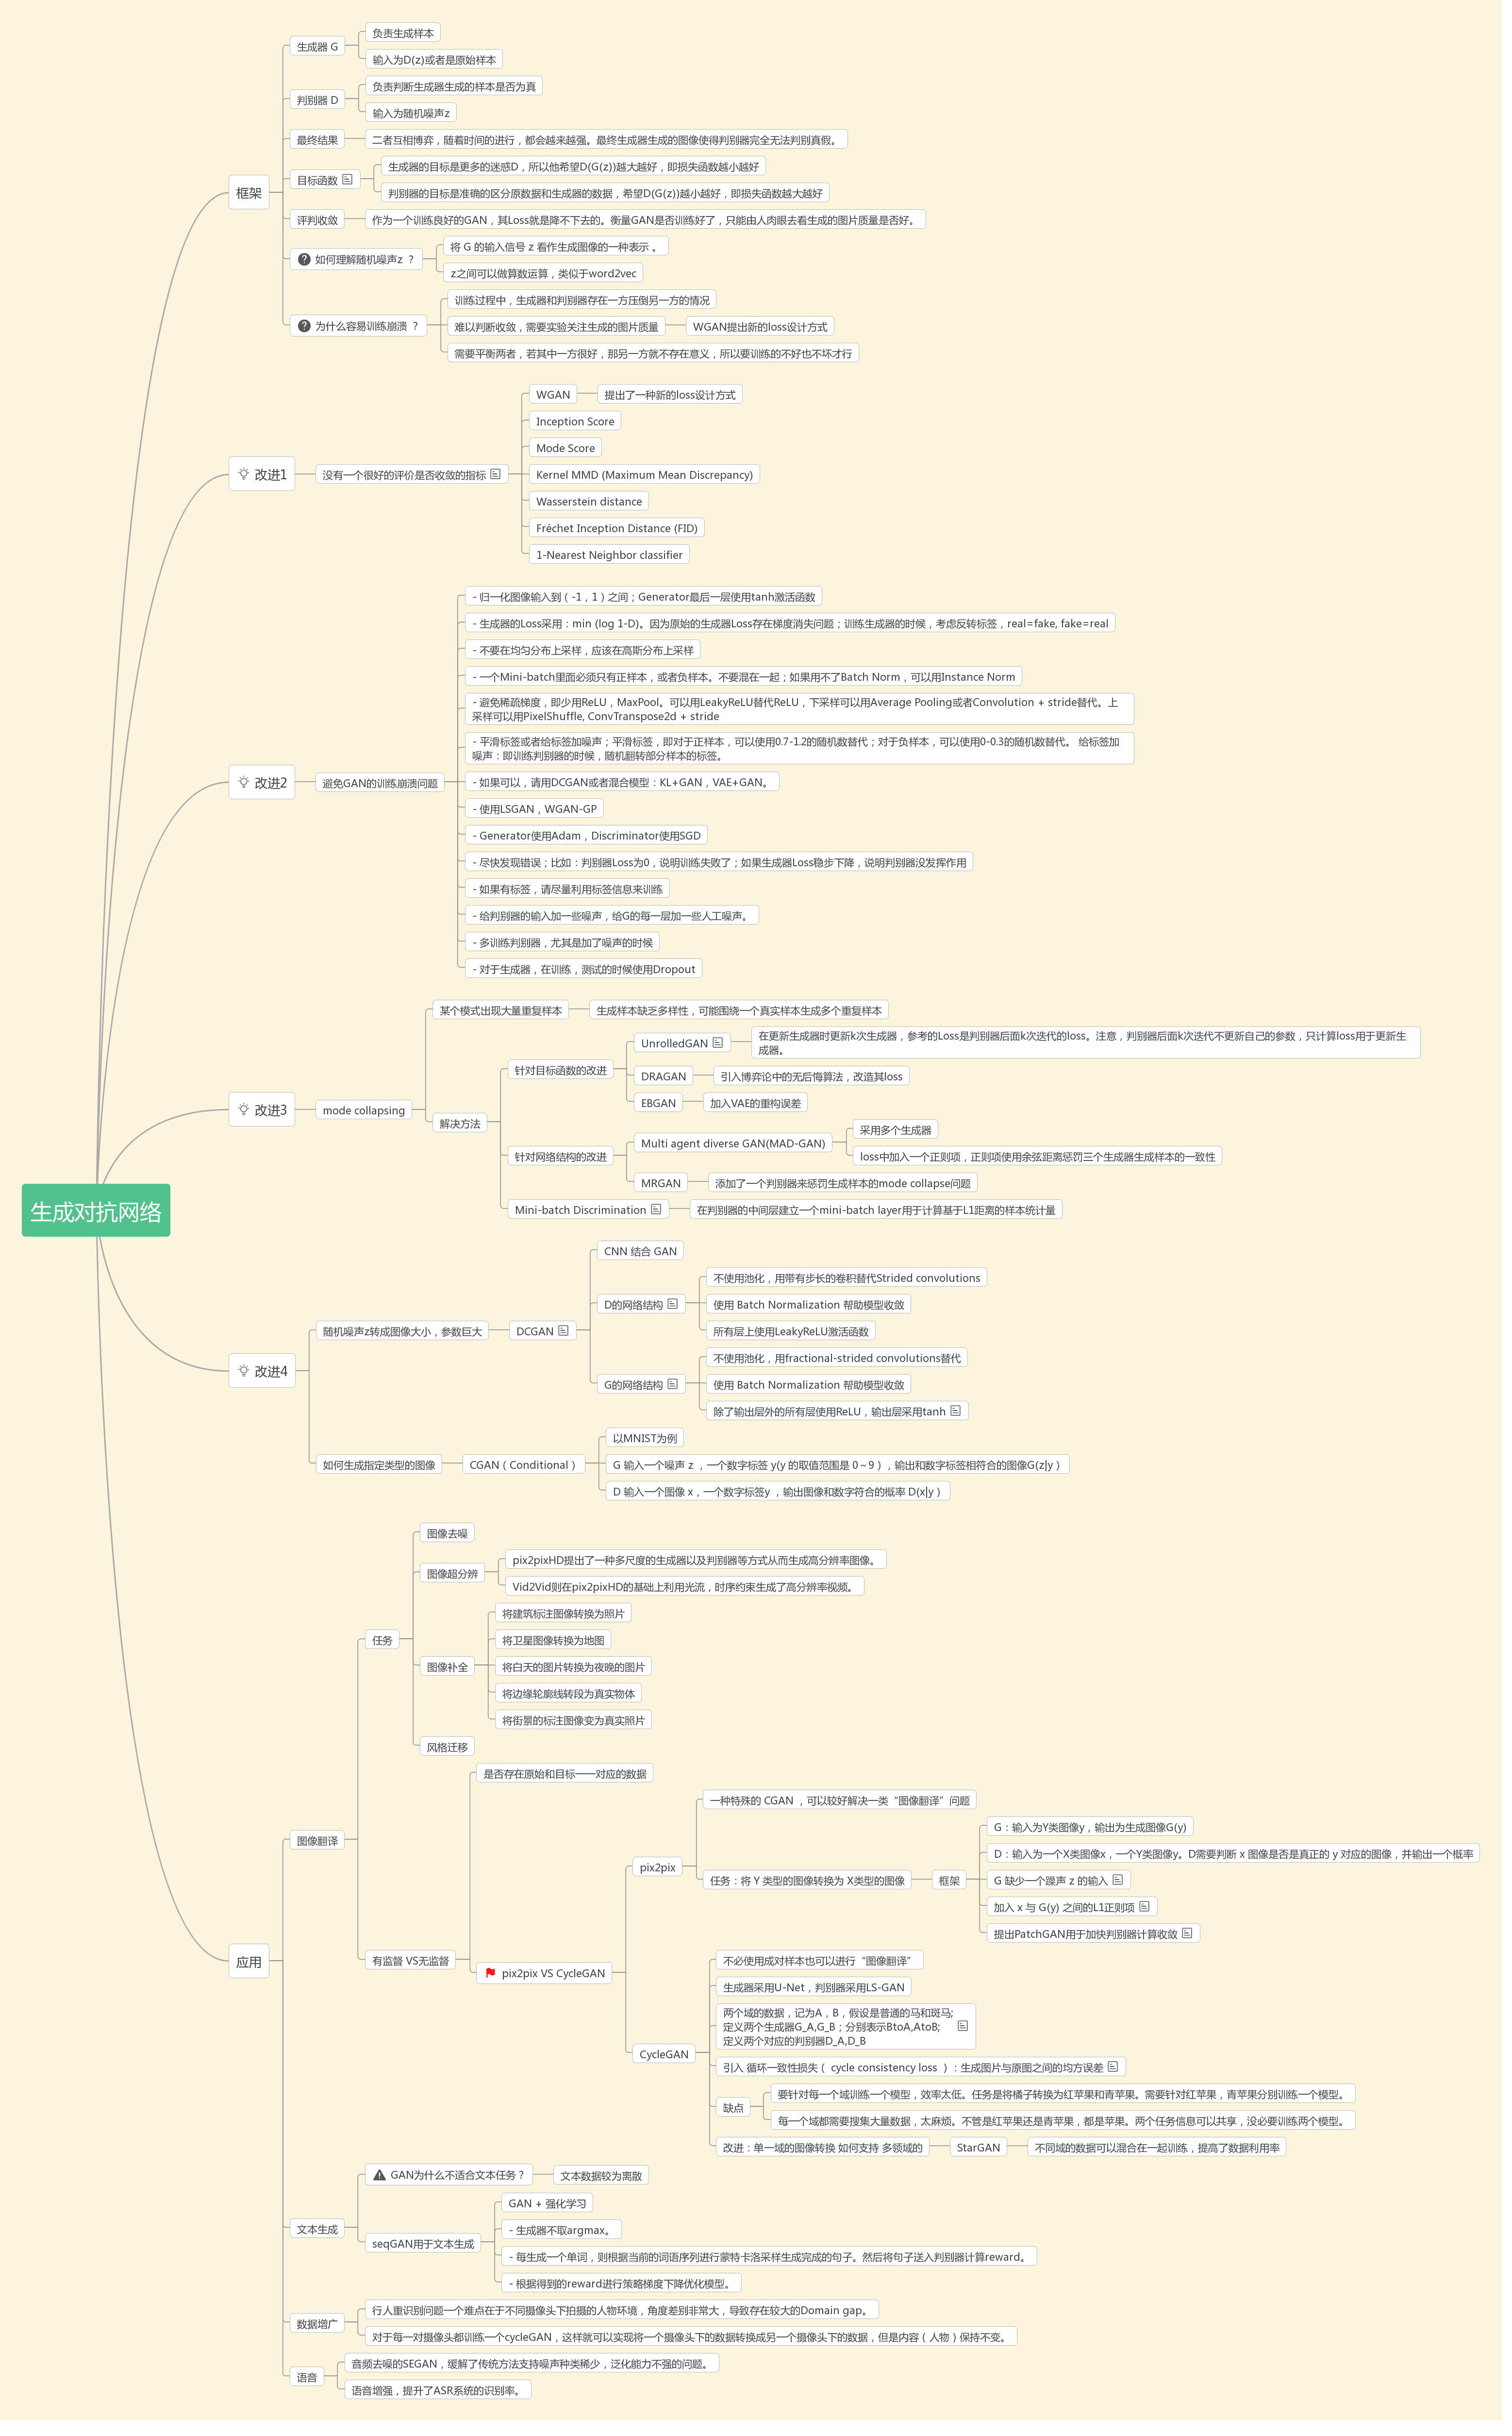 生成对抗网络
框架
生成器 G
负责生成样本
输入为D(z)或者是原始样本
判别器 D
负责判断生成器生成的样本是否为真
输入为随机噪声z
最终结果
二者互相博弈，随着时间的进行，都会越来越强。最终生成器生成的图像使得判别器完全无法判别真假。
目标函数
生成器的目标是更多的迷惑D，所以他希望D(G(z))越大越好，即损失函数越小越好
判别器的目标是准确的区分原数据和生成器的数据，希望D(G(z))越小越好，即损失函数越大越好
评判收敛
作为一个训练良好的GAN，其Loss就是降不下去的。衡量GAN是否训练好了，只能由人肉眼去看生成的图片质量是否好。
如何理解随机噪声z ？
将 G 的输入信号 z 看作生成图像的一种表示 。
z之间可以做算数运算，类似于word2vec
为什么容易训练崩溃 ？
训练过程中，生成器和判别器存在一方压倒另一方的情况
难以判断收敛，需要实验关注生成的图片质量
WGAN提出新的loss设计方式
需要平衡两者，若其中一方很好，那另一方就不存在意义，所以要训练的不好也不坏才行
改进1
没有一个很好的评价是否收敛的指标
WGAN
提出了一种新的loss设计方式
Inception Score
Mode Score
Kernel MMD (Maximum Mean Discrepancy)
Wasserstein distance
Fréchet Inception Distance (FID)
1-Nearest Neighbor classifier
改进2
避免GAN的训练崩溃问题
- 归一化图像输入到（-1，1）之间；Generator最后一层使用tanh激活函数
- 生成器的Loss采用：min (log 1-D)。因为原始的生成器Loss存在梯度消失问题；训练生成器的时候，考虑反转标签，real=fake, fake=real
- 不要在均匀分布上采样，应该在高斯分布上采样
- 一个Mini-batch里面必须只有正样本，或者负样本。不要混在一起；如果用不了Batch Norm，可以用Instance Norm
- 避免稀疏梯度，即少用ReLU，MaxPool。可以用LeakyReLU替代ReLU，下采样可以用Average Pooling或者Convolution + stride替代。上
采样可以用PixelShuffle, ConvTranspose2d + stride
- 平滑标签或者给标签加噪声；平滑标签，即对于正样本，可以使用0.7-1.2的随机数替代；对于负样本，可以使用0-0.3的随机数替代。 给标签加
噪声：即训练判别器的时候，随机翻转部分样本的标签。
- 如果可以，请用DCGAN或者混合模型：KL+GAN，VAE+GAN。
- 使用LSGAN，WGAN-GP
- Generator使用Adam，Discriminator使用SGD
- 尽快发现错误；比如：判别器Loss为0，说明训练失败了；如果生成器Loss稳步下降，说明判别器没发挥作用
- 如果有标签，请尽量利用标签信息来训练
- 给判别器的输入加一些噪声，给G的每一层加一些人工噪声。
- 多训练判别器，尤其是加了噪声的时候
- 对于生成器，在训练，测试的时候使用Dropout
改进3
mode collapsing
某个模式出现大量重复样本
生成样本缺乏多样性，可能围绕一个真实样本生成多个重复样本
解决方法
针对目标函数的改进
UnrolledGAN
在更新生成器时更新k次生成器，参考的Loss是判别器后面k次迭代的loss。注意，判别器后面k次迭代不更新自己的参数，只计算loss用于更新生
成器。
DRAGAN
引入博弈论中的无后悔算法，改造其loss
EBGAN
加入VAE的重构误差
针对网络结构的改进
Multi agent diverse GAN(MAD-GAN)
采用多个生成器
loss中加入一个正则项，正则项使用余弦距离惩罚三个生成器生成样本的一致性
MRGAN
添加了一个判别器来惩罚生成样本的mode collapse问题
Mini-batch Discrimination
在判别器的中间层建立一个mini-batch layer用于计算基于L1距离的样本统计量
改进4
随机噪声z转成图像大小，参数巨大
DCGAN
CNN 结合 GAN
D的网络结构
不使用池化，用带有步长的卷积替代Strided convolutions
使用 Batch Normalization 帮助模型收敛
所有层上使用LeakyReLU激活函数
G的网络结构
不使用池化，用fractional-strided convolutions替代
使用 Batch Normalization 帮助模型收敛
除了输出层外的所有层使用ReLU，输出层采用tanh
如何生成指定类型的图像
CGAN（Conditional）
以MNIST为例
G 输入一个噪声 z ，一个数字标签 y(y 的取值范围是 0～9），输出和数字标签相符合的图像G(z|y）
D 输入一个图像 x，一个数字标签y ，输出图像和数字符合的概率 D(x|y）
应用
图像翻译
任务
图像去噪
图像超分辨
pix2pixHD提出了一种多尺度的生成器以及判别器等方式从而生成高分辨率图像。
Vid2Vid则在pix2pixHD的基础上利用光流，时序约束生成了高分辨率视频。
图像补全
将建筑标注图像转换为照片
将卫星图像转换为地图
将白天的图片转换为夜晚的图片
将边缘轮廓线转段为真实物体
将街景的标注图像变为真实照片
风格迁移
有监督 VS无监督
是否存在原始和目标一一对应的数据
pix2pix VS CycleGAN
pix2pix
一种特殊的 CGAN ，可以较好解决一类“图像翻译”问题
任务：将 Y 类型的图像转换为 X类型的图像
框架
G：输入为Y类图像y，输出为生成图像G(y)
D：输入为一个X类图像x，一个Y类图像y。D需要判断 x 图像是否是真正的 y 对应的图像，并输出一个概率
G 缺少一个躁声 z 的输入
加入 x 与 G(y) 之间的L1正则项
提出PatchGAN用于加快判别器计算收敛
CycleGAN
不必使用成对样本也可以进行“图像翻译”
生成器采用U-Net，判别器采用LS-GAN
两个域的数据，记为A，B，假设是普通的马和斑马;
定义两个生成器G_A,G_B；分别表示BtoA,AtoB;
定义两个对应的判别器D_A,D_B
引入 循环一致性损失（ cycle consistency loss ）：生成图片与原图之间的均方误差
缺点
要针对每一个域训练一个模型，效率太低。任务是将橘子转换为红苹果和青苹果。需要针对红苹果，青苹果分别训练一个模型。
每一个域都需要搜集大量数据，太麻烦。不管是红苹果还是青苹果，都是苹果。两个任务信息可以共享，没必要训练两个模型。
改进：单一域的图像转换 如何支持 多领域的
StarGAN
不同域的数据可以混合在一起训练，提高了数据利用率
文本生成
GAN为什么不适合文本任务？
文本数据较为离散
seqGAN用于文本生成
GAN + 强化学习
- 生成器不取argmax。
- 每生成一个单词，则根据当前的词语序列进行蒙特卡洛采样生成完成的句子。然后将句子送入判别器计算reward。
- 根据得到的reward进行策略梯度下降优化模型。
数据增广
行人重识别问题一个难点在于不同摄像头下拍摄的人物环境，角度差别非常大，导致存在较大的Domain gap。
对于每一对摄像头都训练一个cycleGAN，这样就可以实现将一个摄像头下的数据转换成另一个摄像头下的数据，但是内容（人物）保持不变。
语音
音频去噪的SEGAN，缓解了传统方法支持噪声种类稀少，泛化能力不强的问题。
语音增强，提升了ASR系统的识别率。